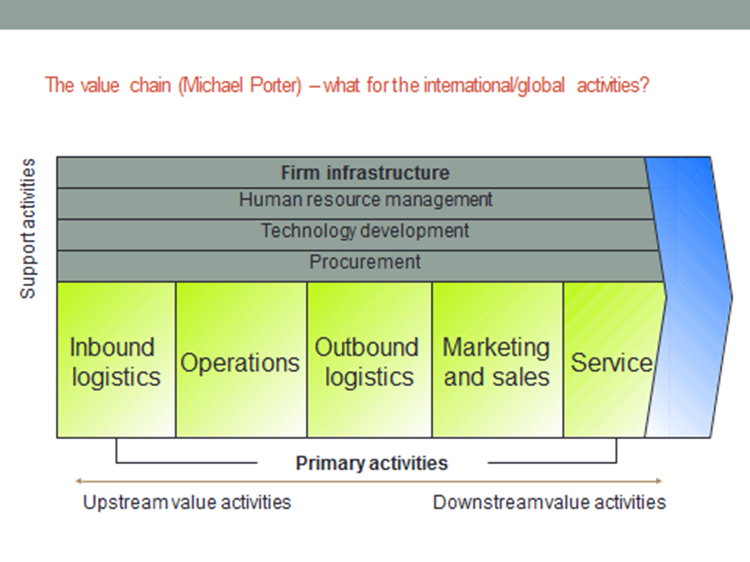 The value chain (Michael Porter) – what for the international/global activities?
Support activities
Firm infrastructure
Human resource management
Technology development
Procurement
Inbound
logistics
Operations
Outbound
logistics
Marketing
and sales
Service
Primary activities
Upstream value activities
Downstream value activities